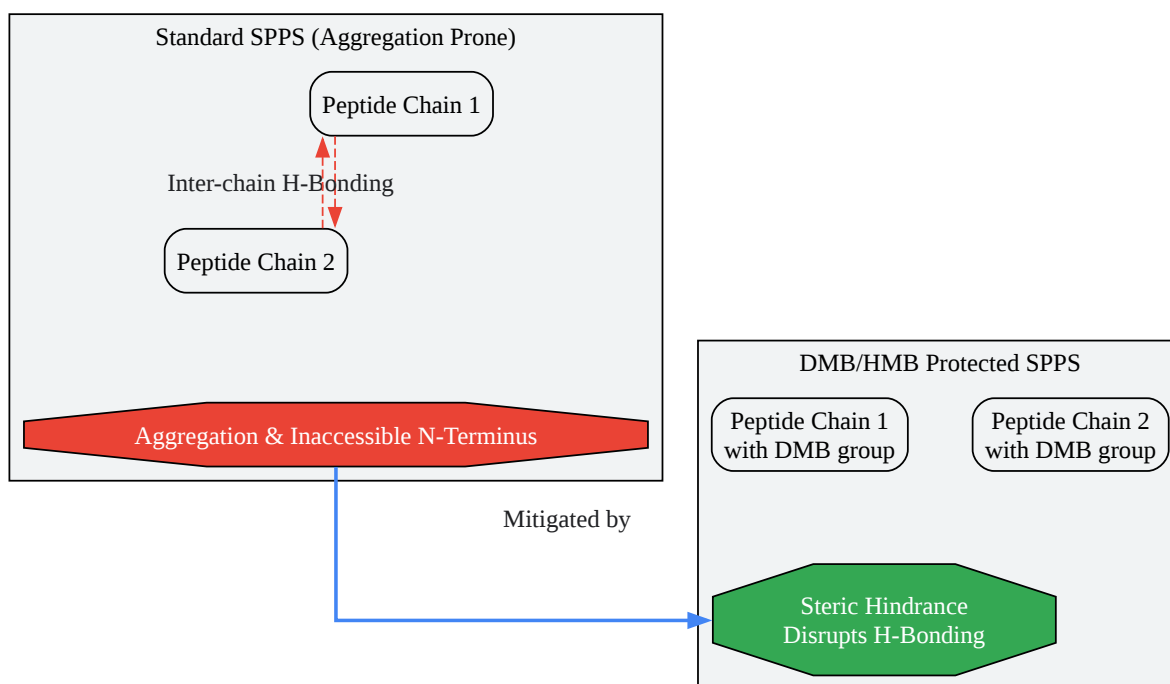 Standard SPPS (Aggregation Prone)
Peptide Chain 1
Inter-chain H-Bonding
Peptide Chain 2
Aggregation & Inaccessible N-Terminus
Mitigated by
DMB/HMB Protected SPPS
Peptide Chain 1
with DMB group
Peptide Chain 2
with DMB group
Steric Hindrance
Disrupts H-Bonding